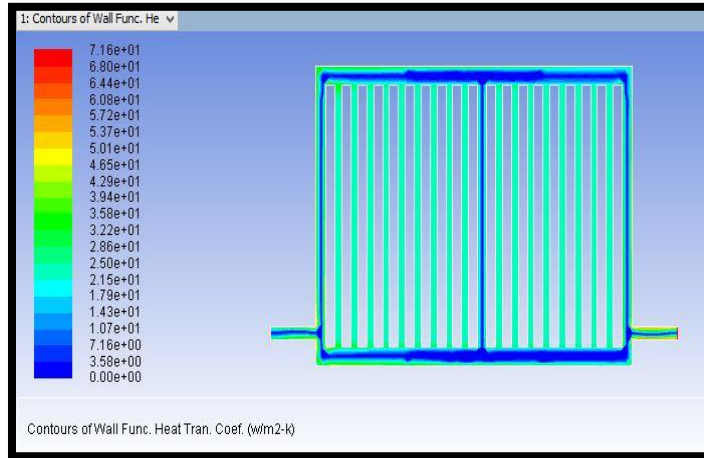 1: Contours of Wall Func. He
7.16e+01
6.80e+01
6.44e+01
6.08e+01
5.72e+01
5.37e+01
5.01e+01
4.65e+01
4.29e+01
3.94e+01
3.58e+01
3.22e+01
2.86e+01
2.50e+01
2.15e+01
1.79e+01
1.43e+01
1.07e+01
7.16e+00
3.58e+00
0.00e+00
Contours of Wall Func. Heat Tran. Coef. (w/m2-k)